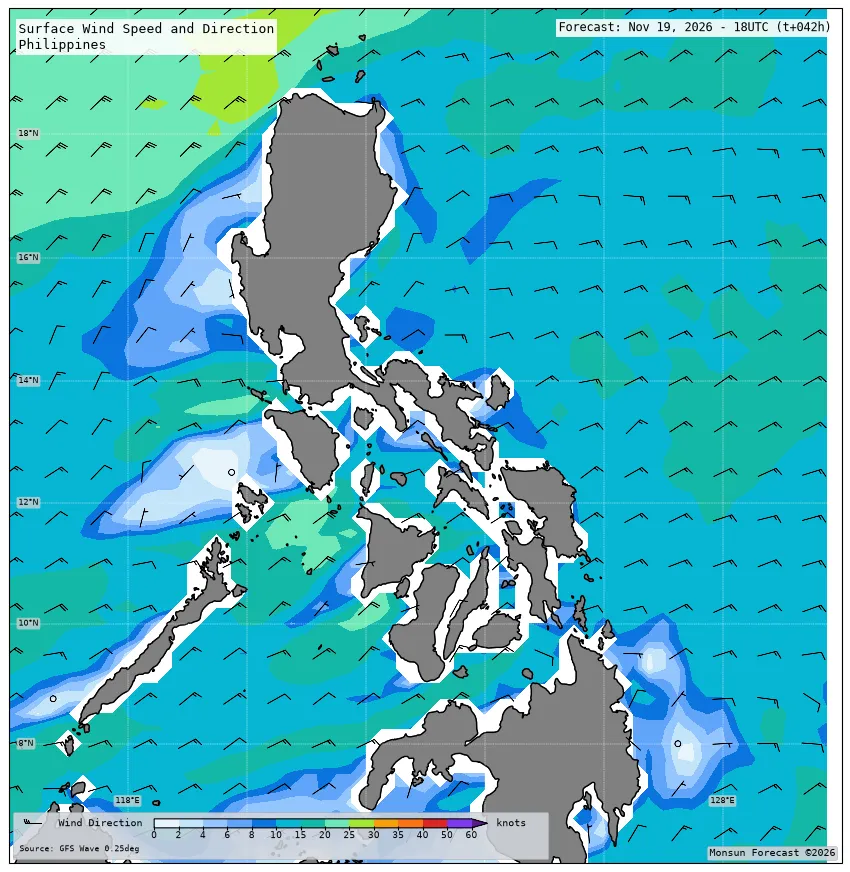 Surface Wind Speed and Direction
Philippines
Forecast: Nov 19, 2026 - 18UTC (t+042h)
18°N
16°N
14°N
12°N
10°N
8°N
118°E
128°E
Wind Direction
0 2 4 6 8 10 15 20 25 30 35 40 50 60
knots
Source: GFS Wave 0.25deg
Monsun Forecast ©2026